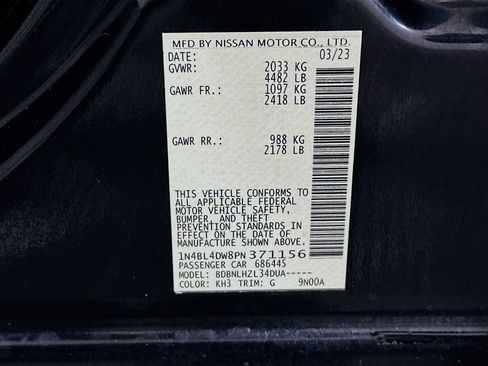 MFD BY NISSAN MOTOR CO., LTD.
DATE: 03/23
GVWR: 2033 KG
4482 LB
GAWR FR.: 1097 KG
2418 LB
GAWR RR.: 988 KG
2178 LB
THIS VEHICLE CONFORMS TO
ALL APPLICABLE FEDERAL
MOTOR VEHICLE SAFETY,
BUMPER, AND THEFT
PREVENTION STANDARDS IN
EFFECT ON THE DATE OF
MANUFACTURE SHOWN ABOVE.
1N4BL4DW8PN371156
PASSENGER CAR 686445
MODEL: BDBNLHZL34DUA-----
COLOR: KH3 TRIM: G 9N00A